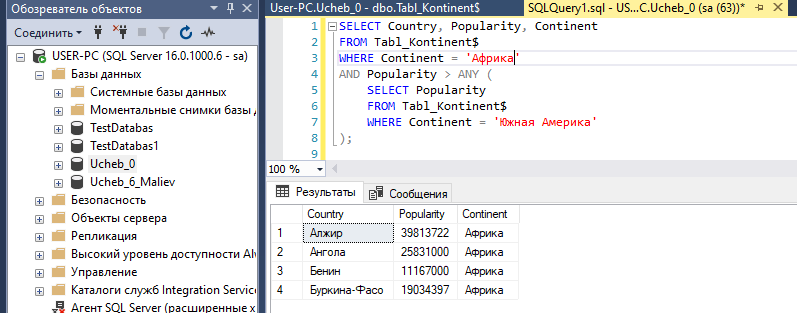 Обозреватель объектов
Соединить
USER-PC (SQL Server 16.0.1000.6 - sa)
Базы данных
Системные базы данных
Моментальные снимки базы д
TestDatabas
TestDatabas1
Ucheb_0
Ucheb_6_Maliev
Безопасность
Объекты сервера
Репликация
Высокий уровень доступности Al
Управление
Каталоги служб Integration Service
Агент SQL Server (расширенные х
User-PC.Ucheb_0 - dbo.Tabl_Kontinent$
SQLQuery1.sql - US...C.Ucheb_0 (sa (63))*
1 SELECT Country, Popularity, Continent
2 FROM Tabl_Kontinent$
3 WHERE Continent = 'Африка'
4 AND Popularity > ANY (
5 SELECT Popularity
6 FROM Tabl_Kontinent$
7 WHERE Continent = 'Южная Америка'
8 );
9
100 %
Результаты Сообщения
Country Popularity Continent
1 Алжир 39813722 Африка
2 Ангола 25831000 Африка
3 Бенин 11167000 Африка
4 Буркина-Фасо 19034397 Африка